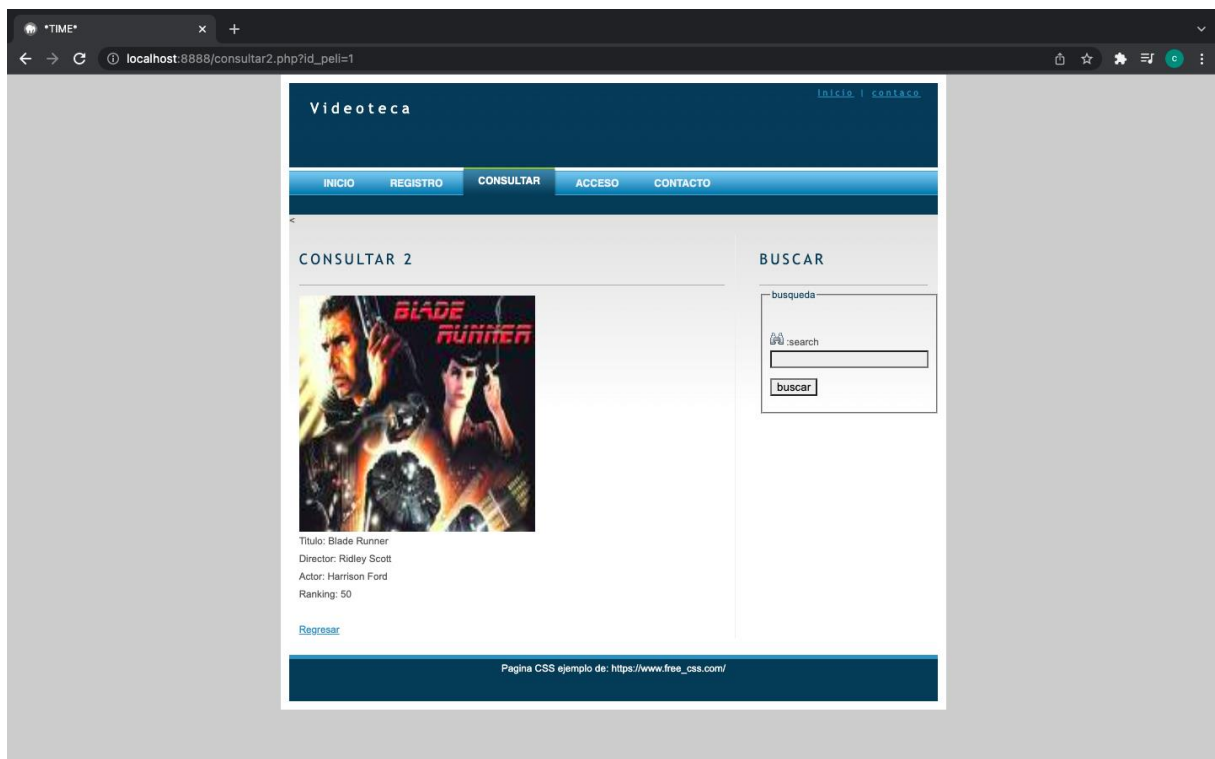 *TIME*
localhost:8888/consultar2.php?id_peli=1
c
Inicio | contaco
Videoteca
INICIO REGISTRO CONSULTAR ACCESO CONTACTO
<
CONSULTAR 2
BUSCAR
busqueda
BLADE
RUNNER
:search
buscar
Titulo: Blade Runner
Director: Ridley Scott
Actor: Harrison Ford
Ranking: 50
Regresar
Pagina CSS ejemplo de: https://www.free_css.com/